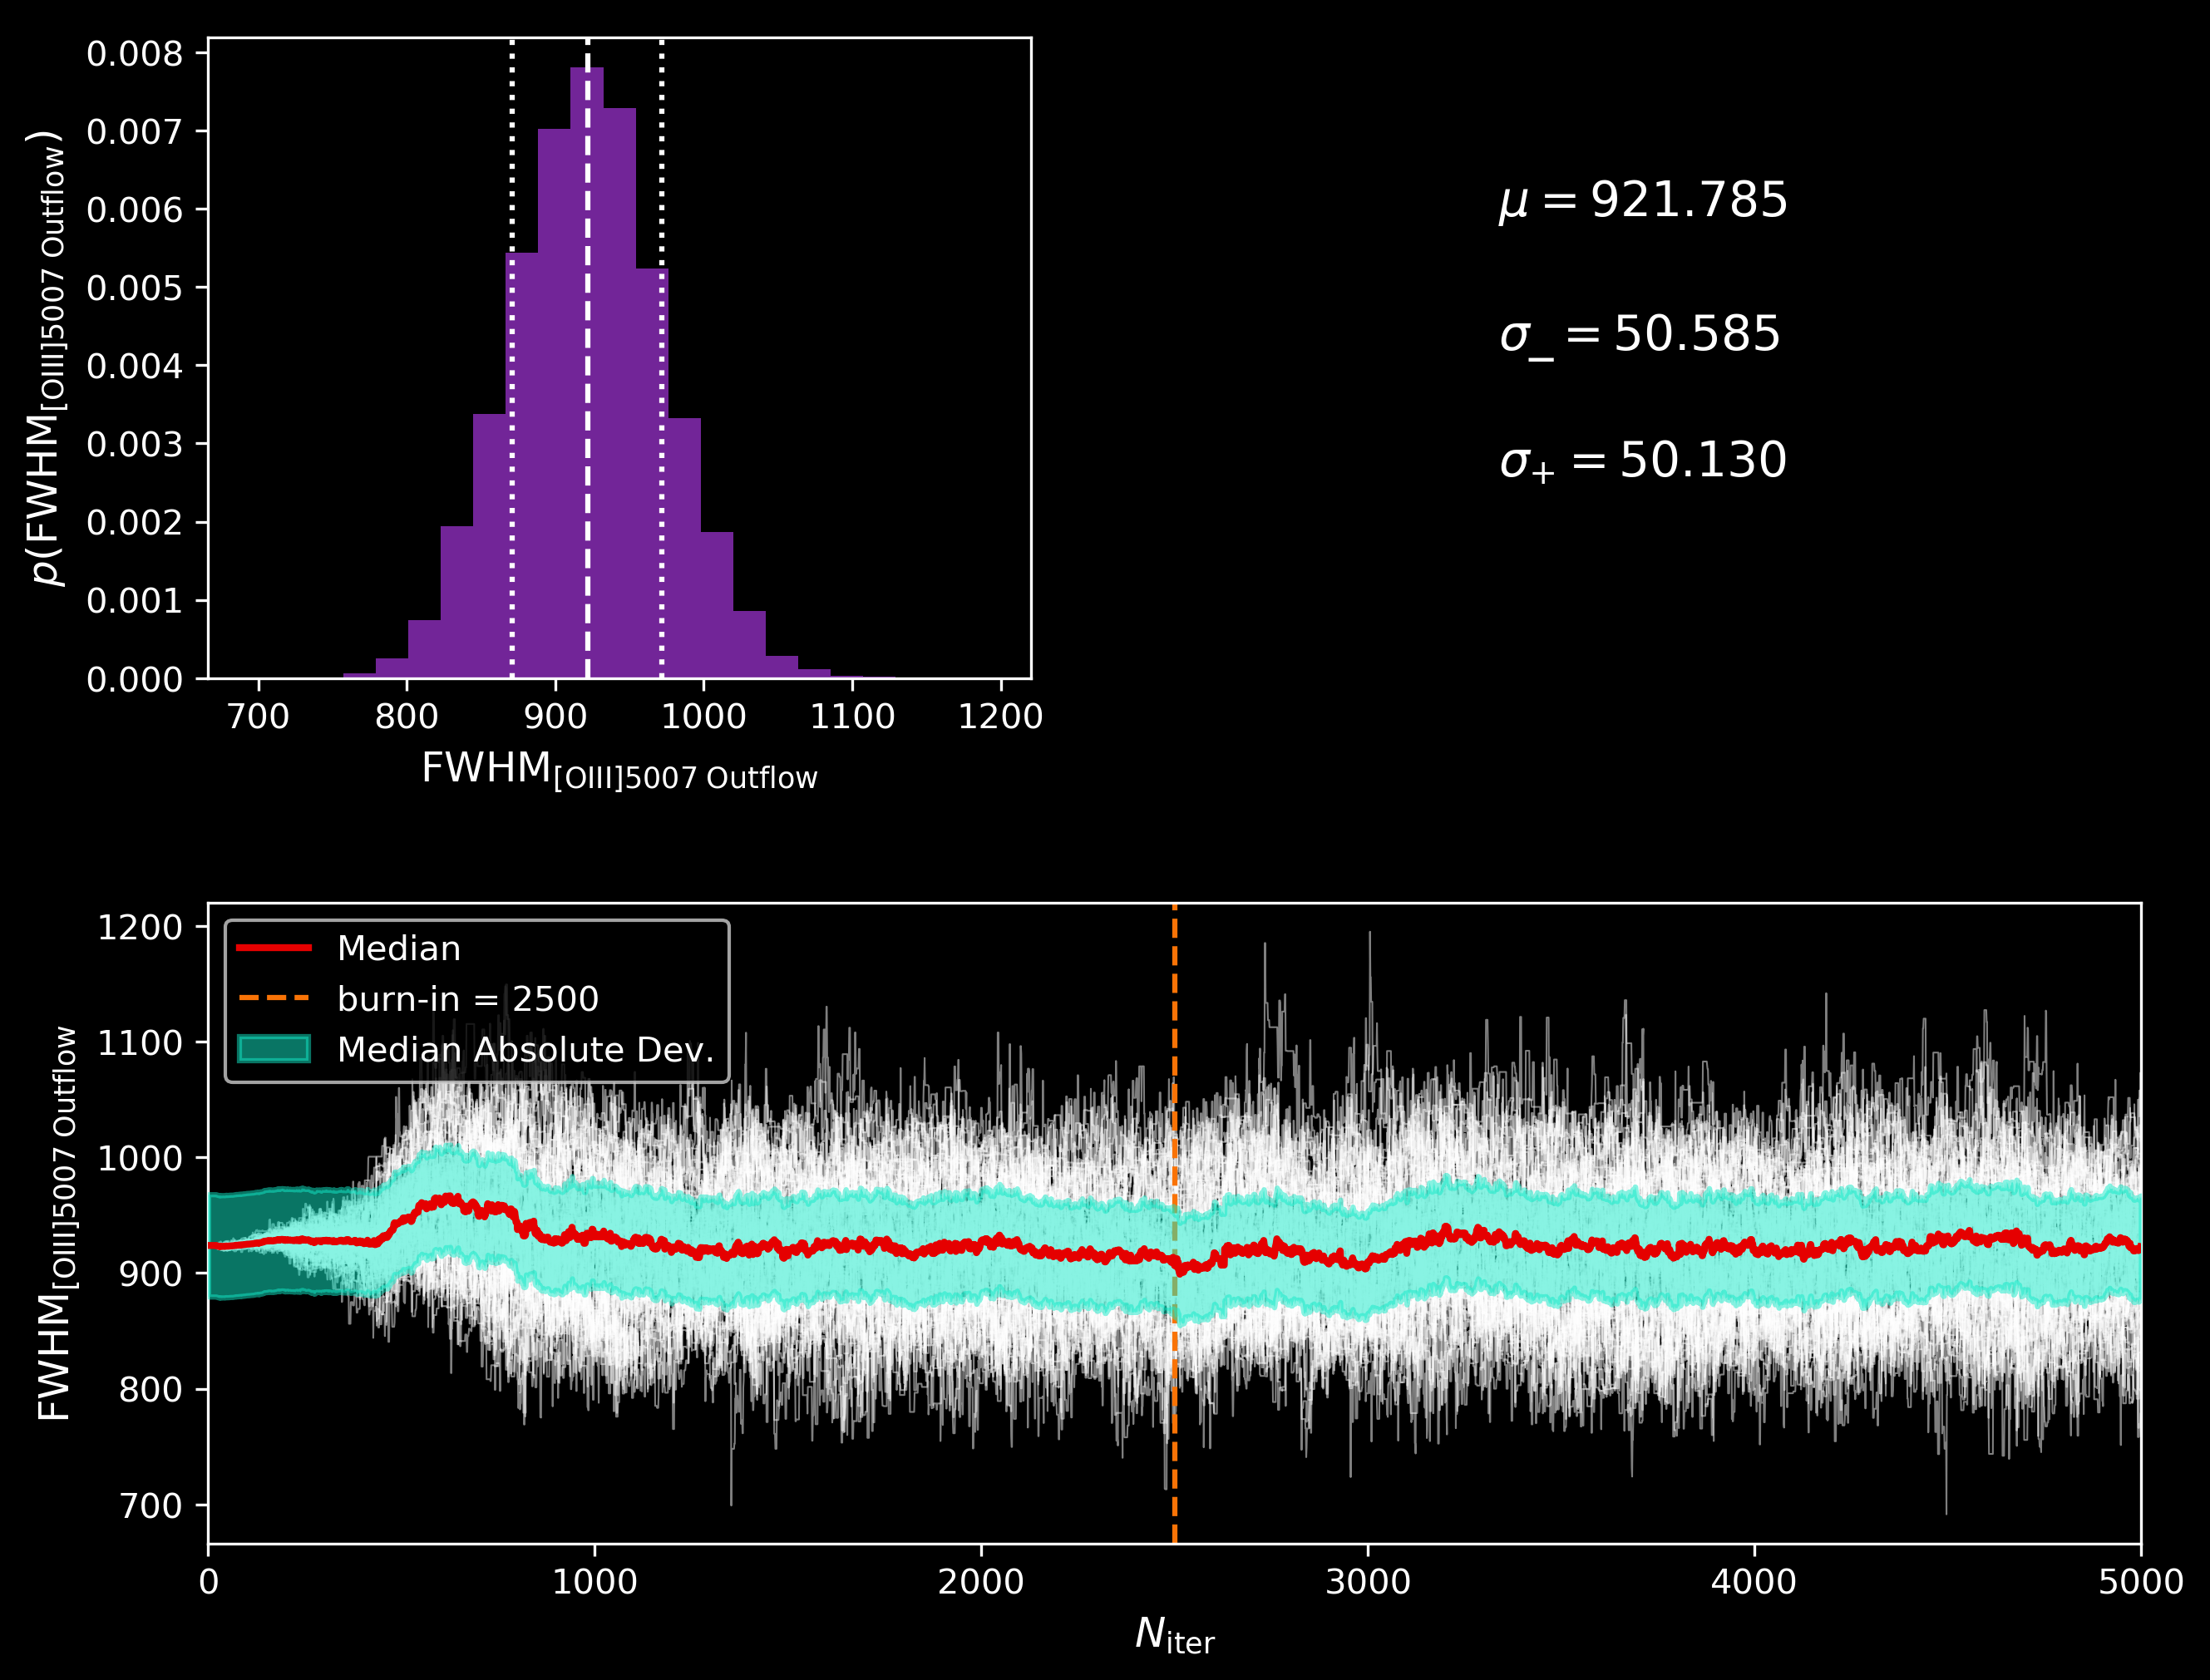 0.008
0.007
0.006
0.005
0.004
0.003
0.002
0.001
0.000
p(FWHM[OIII]5007 Outflow)
700 800 900 1000 1100 1200
FWHM[OIII]5007 Outflow
μ = 921.785
σ_ = 50.585
σ+ = 50.130
1200
1100
1000
900
800
700
FWHM[OIII]5007 Outflow
Median
burn-in = 2500
Median Absolute Dev.
0 1000 2000 3000 4000 5000
Niter